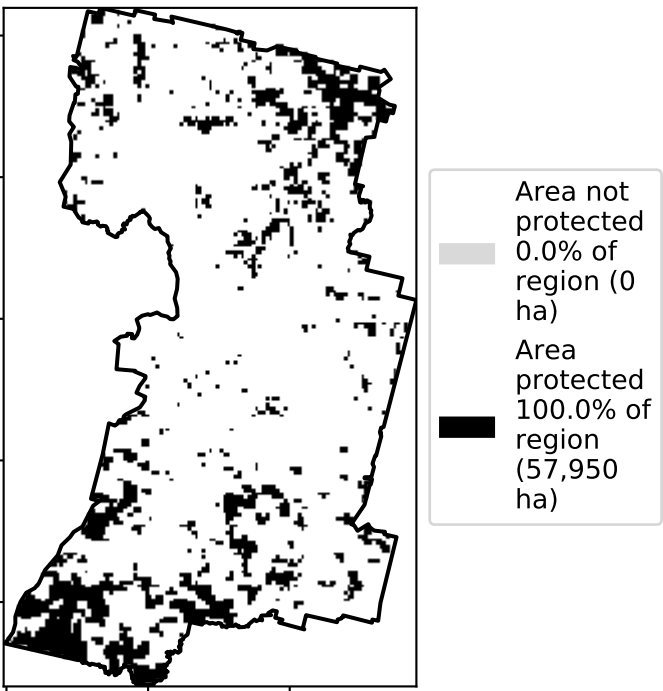 Area not
protected
0.0% of
region (0
ha)
Area
protected
100.0% of
region
(57,950
ha)